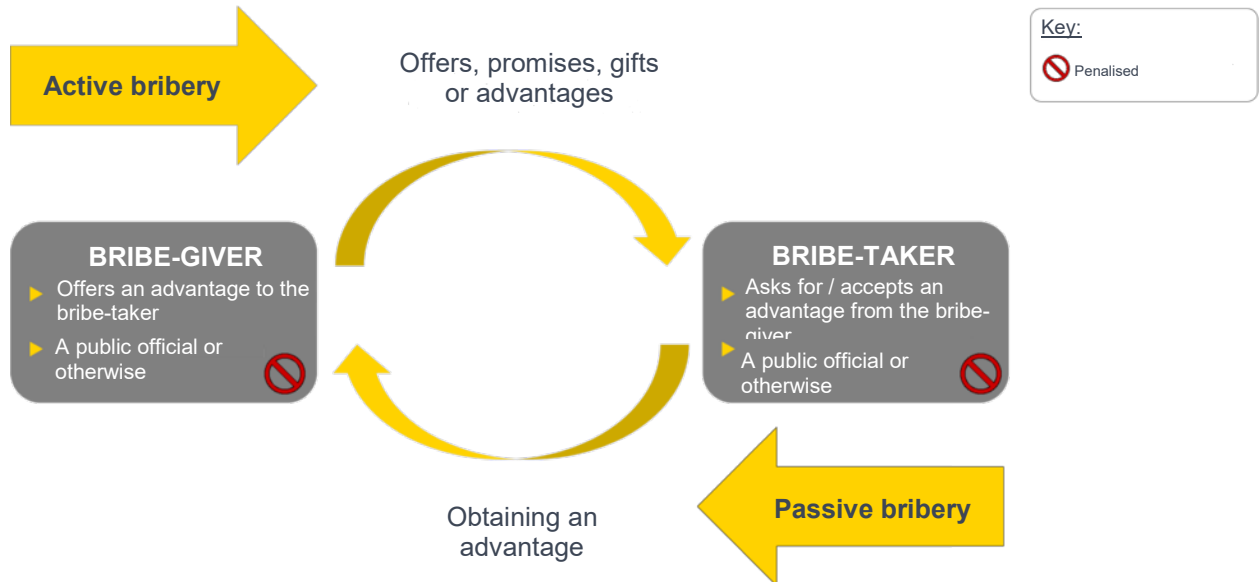 Active bribery
Offers, promises, gifts
or advantages
Key:
Penalised
BRIBE-GIVER
Offers an advantage to the
bribe-taker
A public official or
otherwise
BRIBE-TAKER
Asks for / accepts an
advantage from the bribe-
giver
A public official or
otherwise
Obtaining an
advantage
Passive bribery